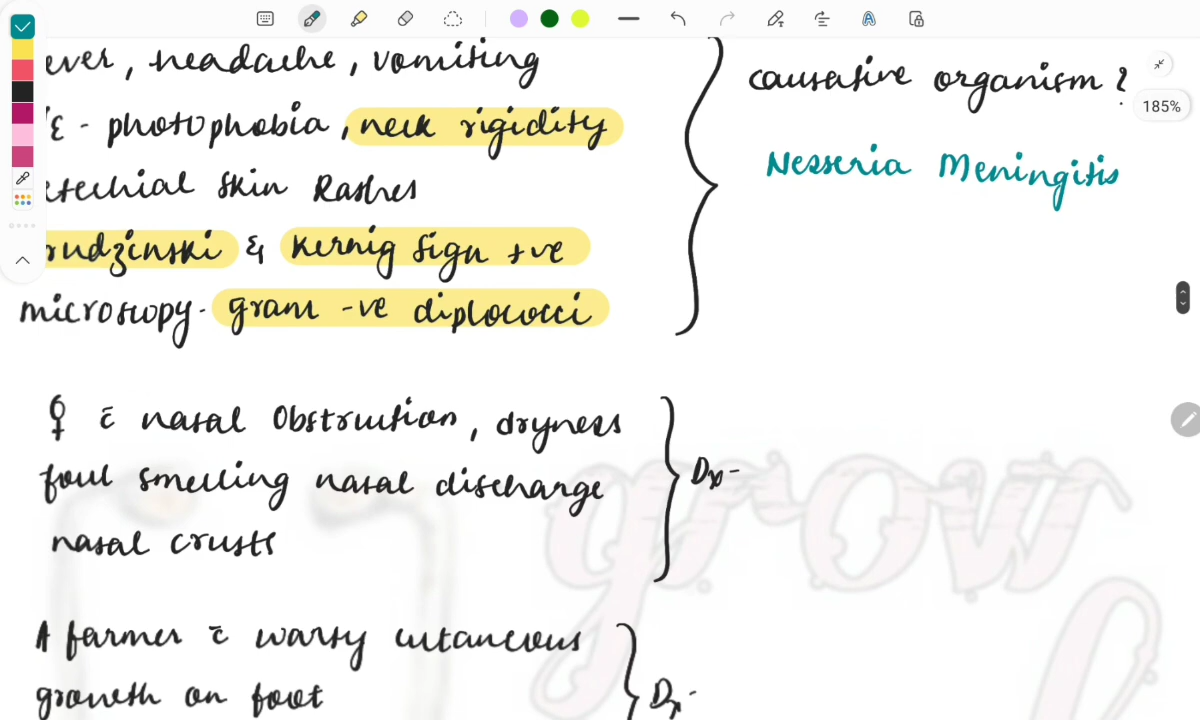 ever, headache, vomiting
c̄ - photophobia, neck rigidity
etechial skin Rashes
rudzinski & Kernig sign +ve
microscopy - gram -ve diplococci
causative organism?
Nesseria Meningitis
185%
♀ c̄ nasal Obstruction, dryness
foul smelling nasal discharge
nasal crusts
Dx-
A farmer c̄ warty cutaneous
growth on foot
Dx-
grow